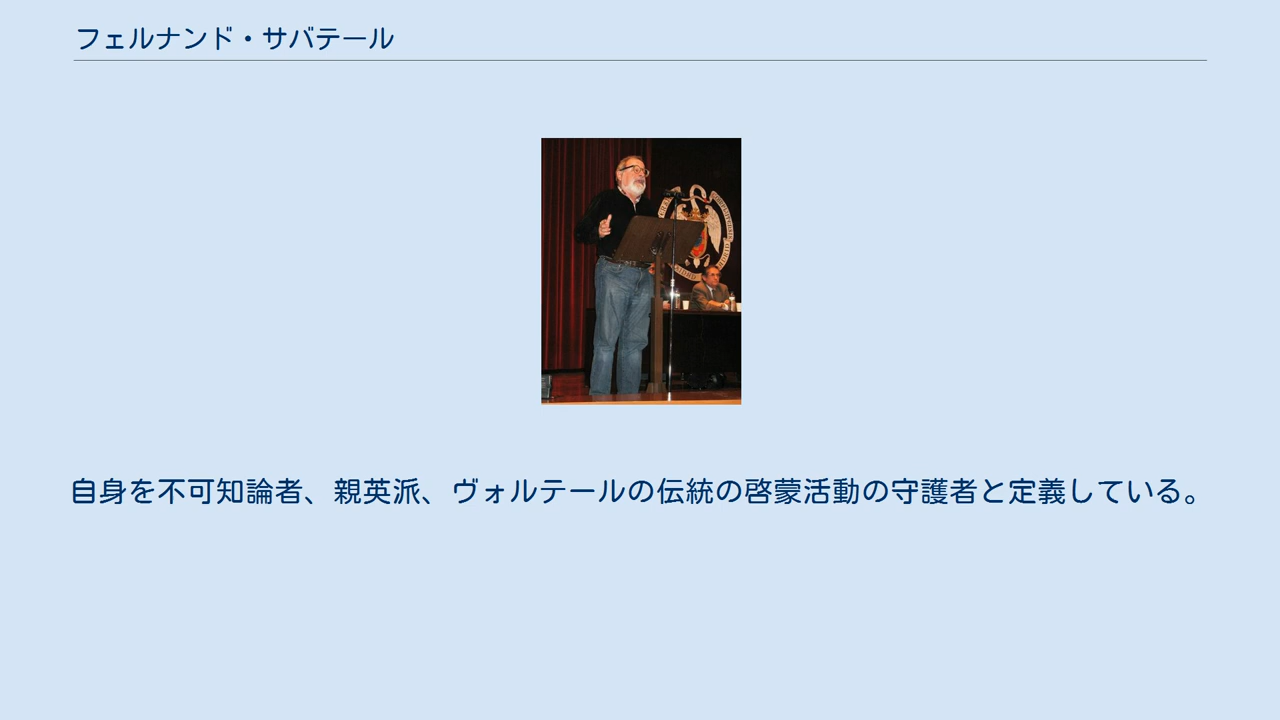 フェルナンド・サバテール
自身を不可知論者、親英派、ヴォルテールの伝統の啓蒙活動の守護者と定義している。